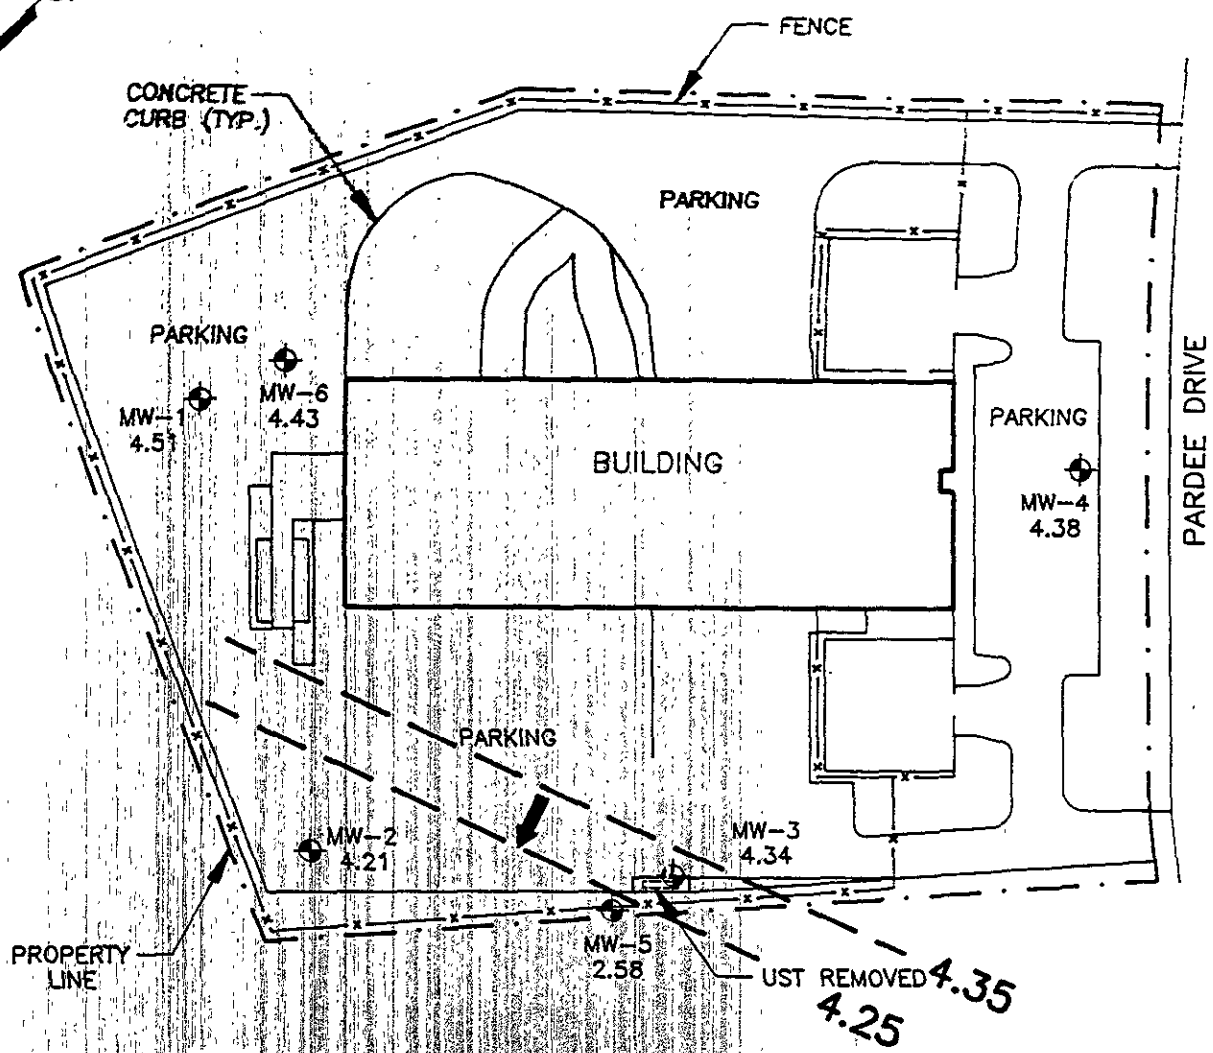 FENCE
CONCRETE
CURB (TYP.)
PARKING
PARKING
MW-6
4.43
MW-1
4.51
PARKING
BUILDING
MW-4
4.38
PARDEE DRIVE
PARKING
MW-3
4.34
MW-2
4.21
MW-5
2.58
PROPERTY
LINE
UST REMOVED
4.35
4.25